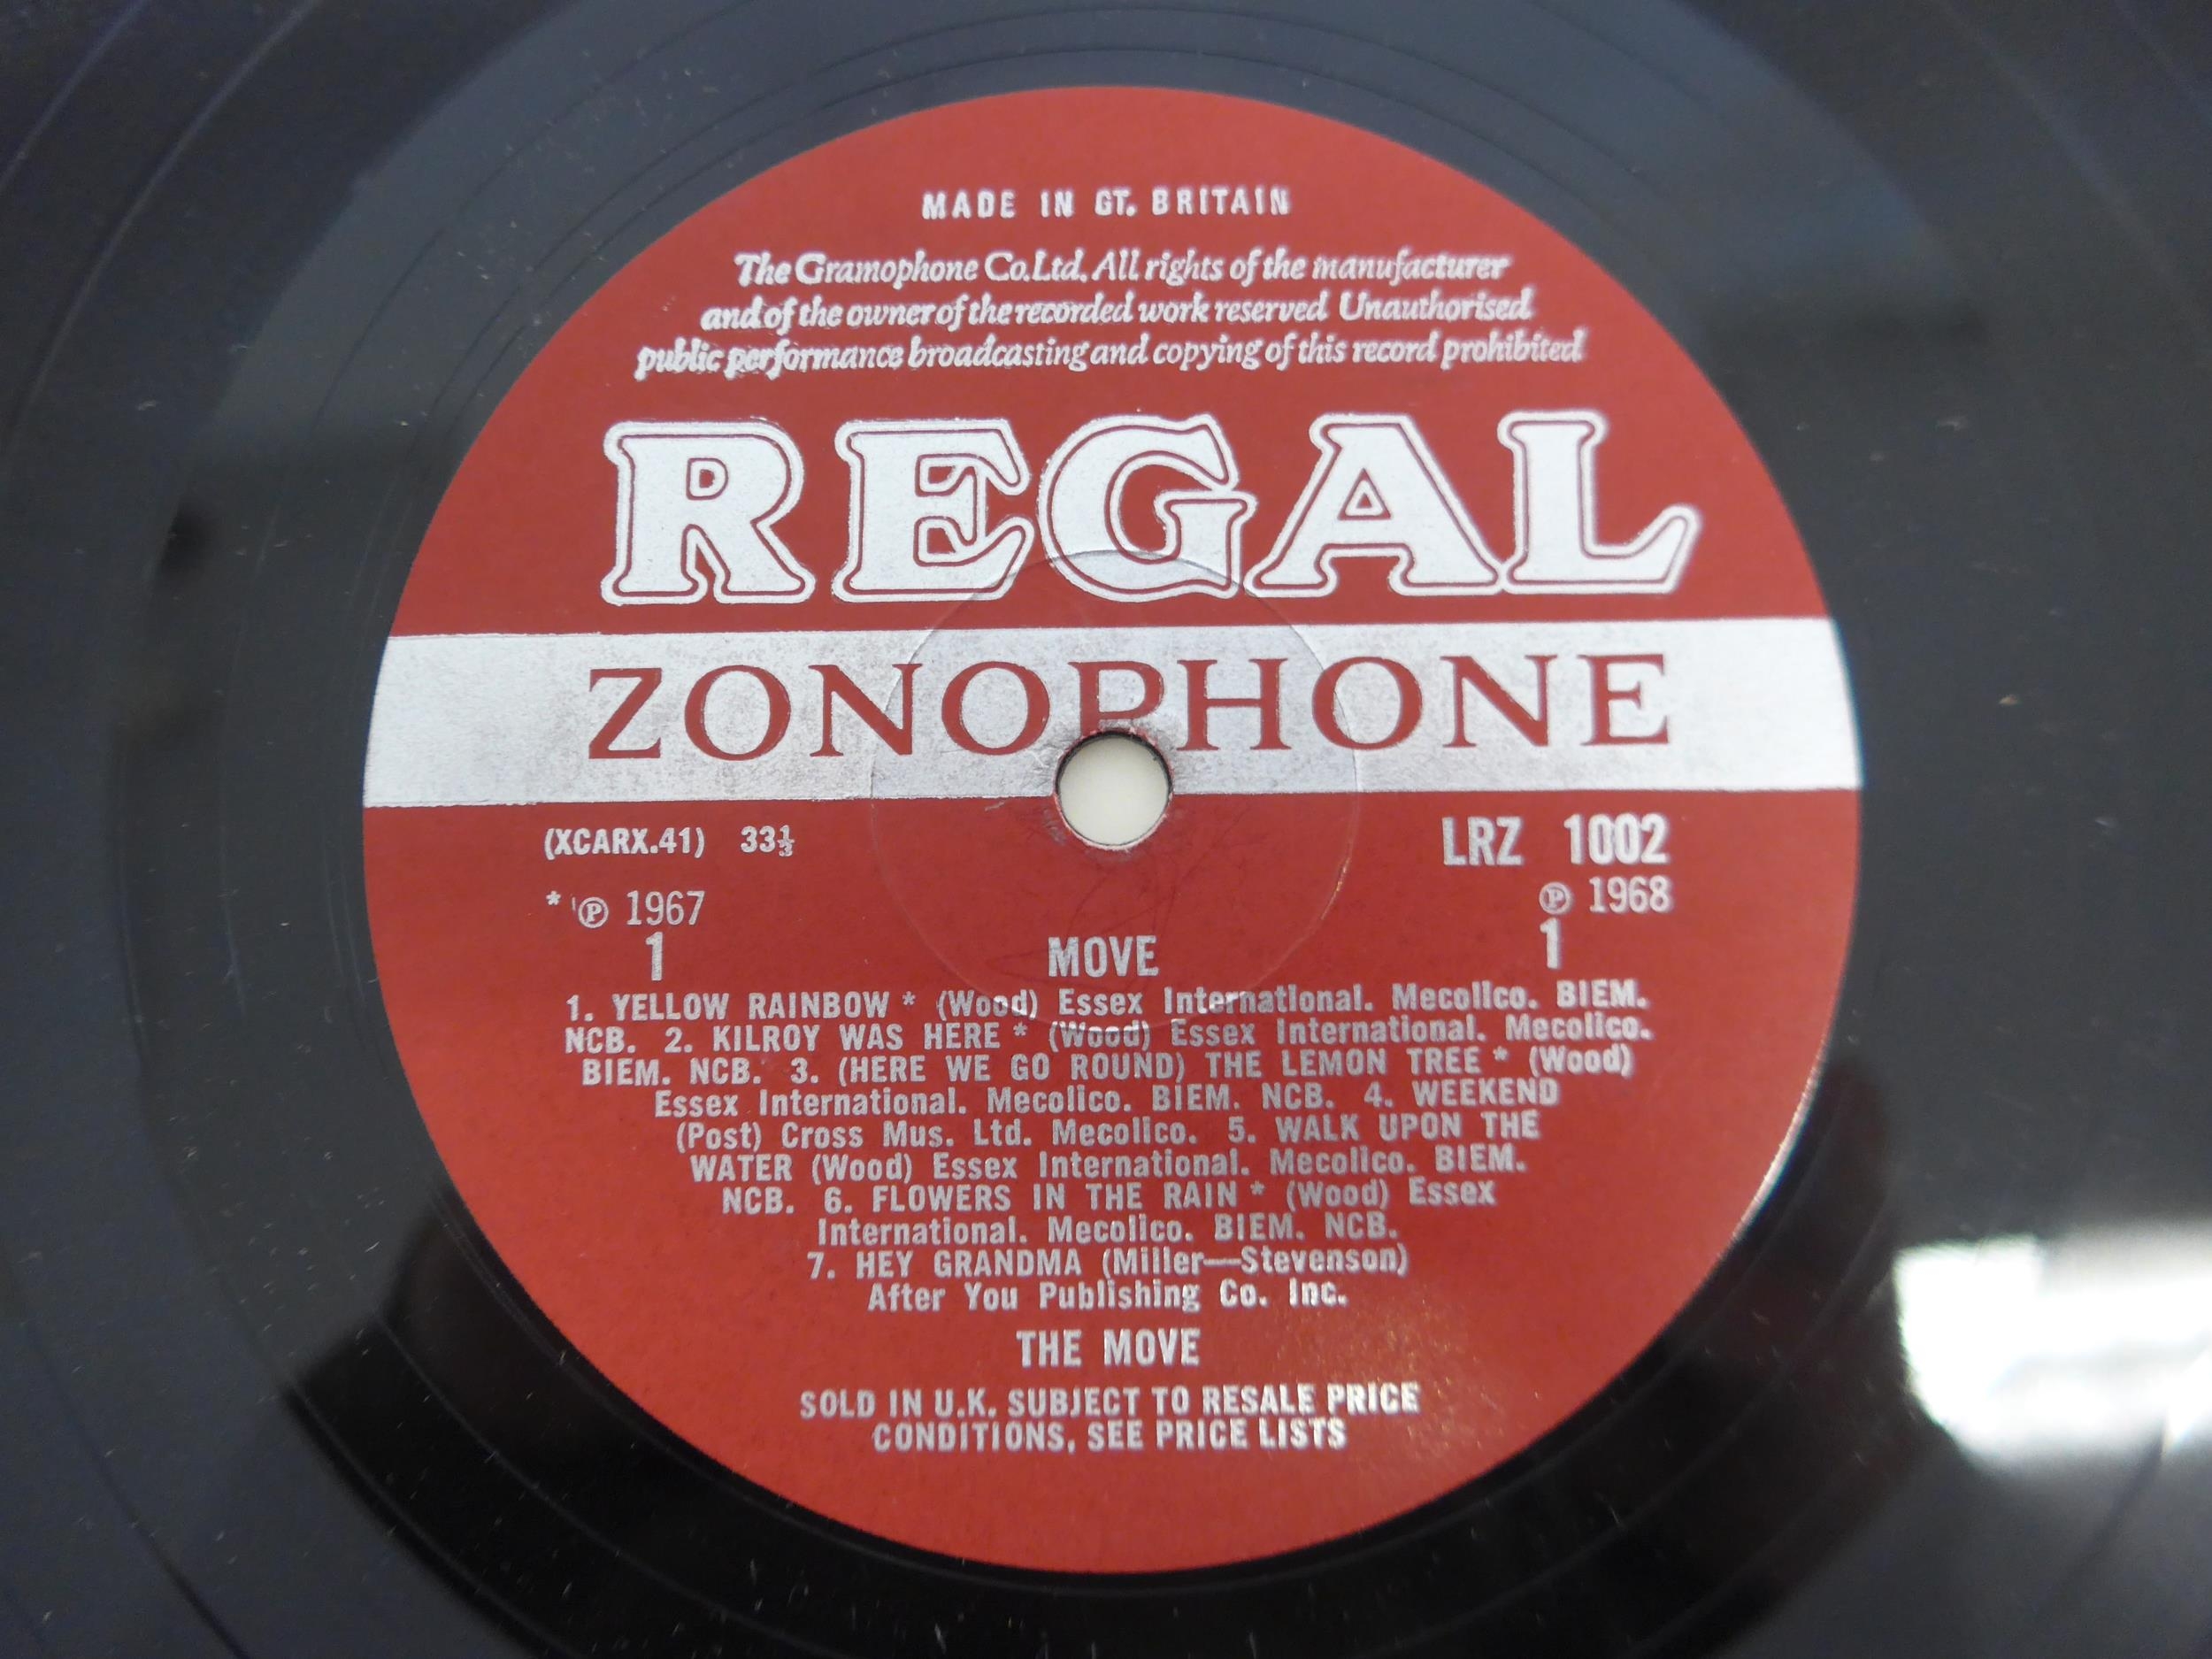 MADE IN GT. BRITAIN
The Gramophone Co.Ltd. All rights of the manufacturer
and of the owner of the recorded work reserved Unauthorised
public performance broadcasting and copying of this record prohibited
REGAL
ZONOPHONE
(XCARX.41) 33⅓ LRZ 1002
* ℗ 1967 ℗ 1968
1 MOVE 1
1. YELLOW RAINBOW * (Wood) Essex International. Mecolico. BIEM.
NCB. 2. KILROY WAS HERE * (Wood) Essex International. Mecolico.
BIEM. NCB. 3. (HERE WE GO ROUND) THE LEMON TREE * (Wood)
Essex International. Mecolico. BIEM. NCB. 4. WEEKEND
(Post) Cross Mus. Ltd. Mecolico. 5. WALK UPON THE
WATER (Wood) Essex International. Mecolico. BIEM.
NCB. 6. FLOWERS IN THE RAIN * (Wood) Essex
International. Mecolico. BIEM. NCB.
7. HEY GRANDMA (Miller—Stevenson)
After You Publishing Co. Inc.
THE MOVE
SOLD IN U.K. SUBJECT TO RESALE PRICE
CONDITIONS, SEE PRICE LISTS